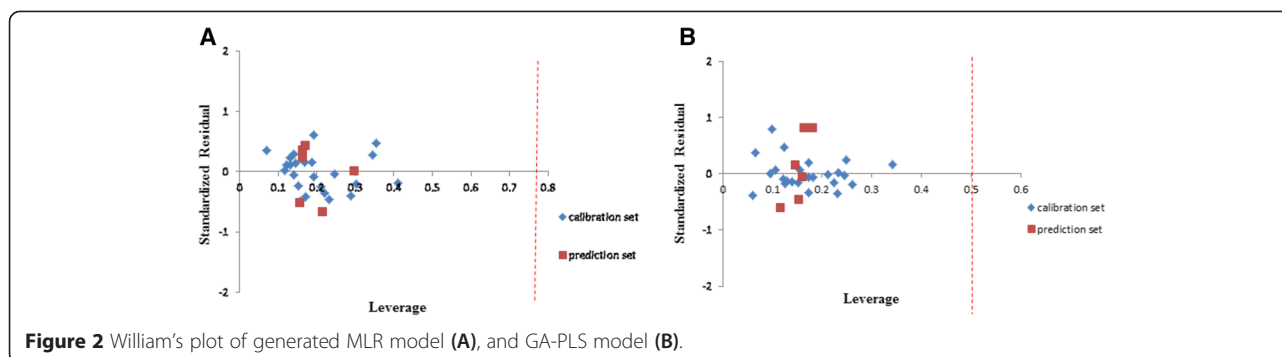 A
2
1
0
-1
-2
0
0.1
0.2
0.3
0.4
0.5
0.6
0.7
0.8
Standardized Residual
Leverage
calibration set
prediction set
B
2
1
0
-1
-2
0
0.1
0.2
0.3
0.4
0.5
0.6
Standardized Residual
Leverage
calibration set
prediction set
Figure 2 William's plot of generated MLR model (A), and GA-PLS model (B).